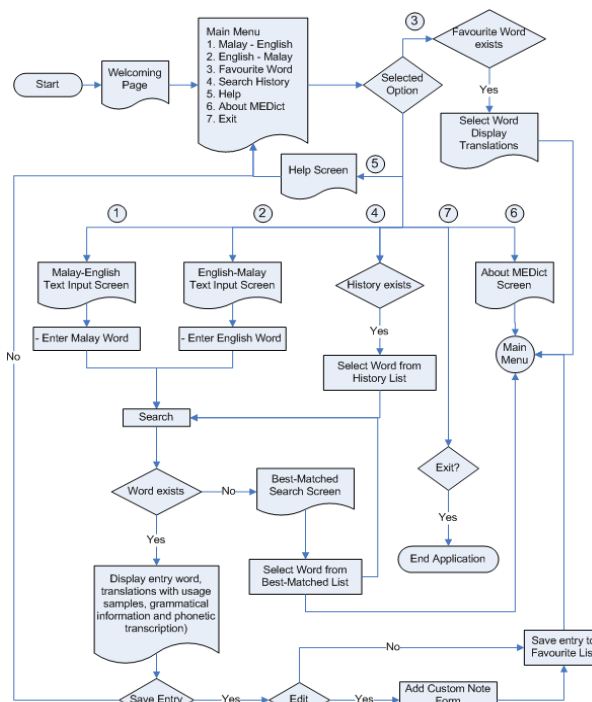 3
Favourite Word
exists
Main Menu
1. Malay - English
2. English - Malay
3. Favourite Word
4. Search History
5. Help
6. About MEDict
7. Exit
Start
Welcoming
Page
Selected
Option
Yes
Select Word
Display
Translations
Help Screen
5
1
2
4
7
6
Malay-English
Text Input Screen
English-Malay
Text Input Screen
History exists
About MEDict
Screen
No
- Enter Malay Word
- Enter English Word
Yes
Main
Menu
Select Word from
History List
Search
Word exists
No
Best-Matched
Search Screen
Exit?
Yes
Yes
End Application
Display entry word,
translations with usage
samples, grammatical
information and phonetic
transcription)
Select Word from
Best-Matched List
No
Save entry to
Favourite List
Save Entry
Yes
Edit
Yes
Add Custom Note
Form